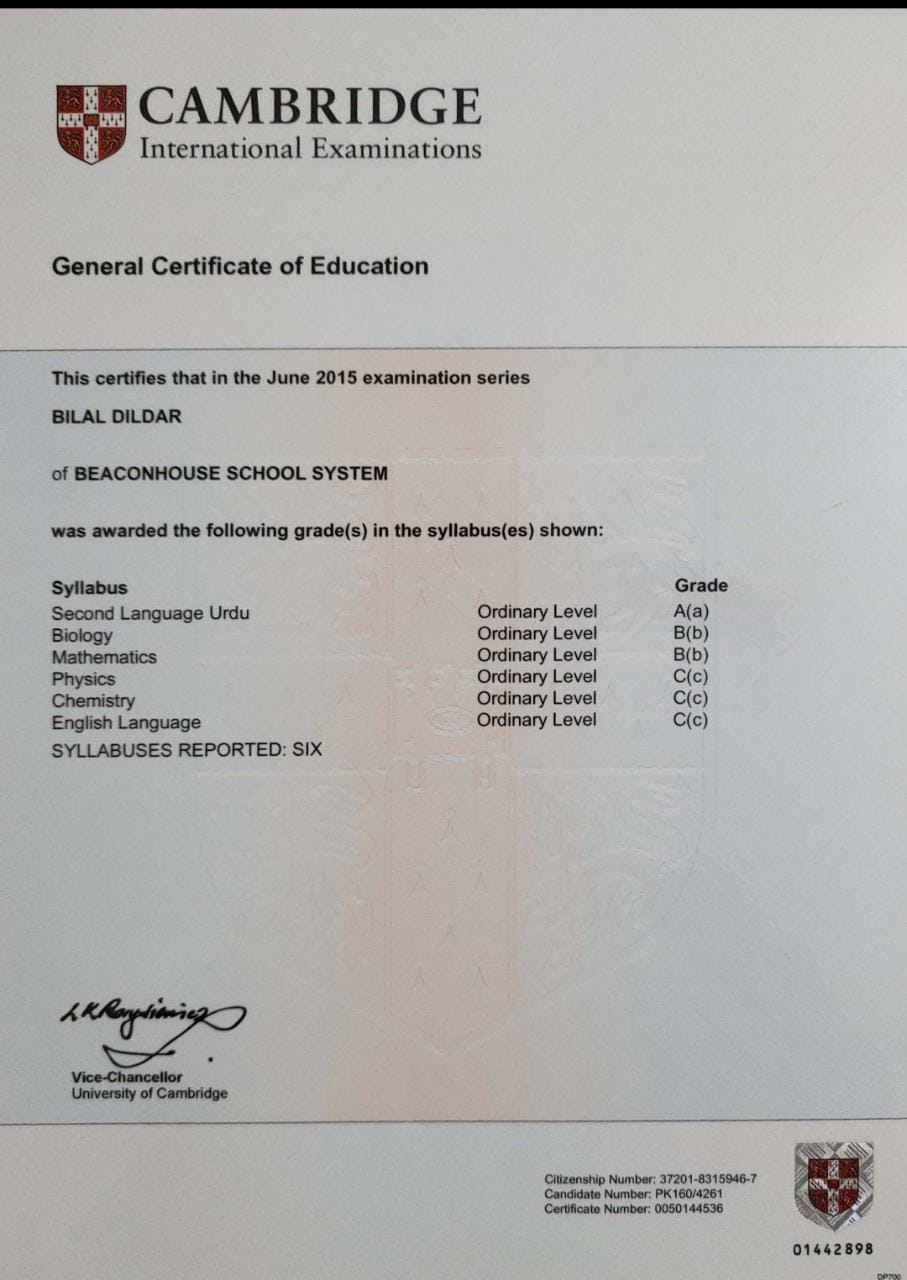 CAMBRIDGE
International Examinations
General Certificate of Education
This certifies that in the June 2015 examination series
BILAL DILDAR
of BEACONHOUSE SCHOOL SYSTEM
was awarded the following grade(s) in the syllabus(es) shown:
Syllabus Grade
Second Language Urdu Ordinary Level A(a)
Biology Ordinary Level B(b)
Mathematics Ordinary Level B(b)
Physics Ordinary Level C(c)
Chemistry Ordinary Level C(c)
English Language Ordinary Level C(c)
SYLLABUSES REPORTED: SIX
Vice-Chancellor
University of Cambridge
Citizenship Number: 37201-8315946-7
Candidate Number: PK160/4261
Certificate Number: 0050144536
01442898
DP700